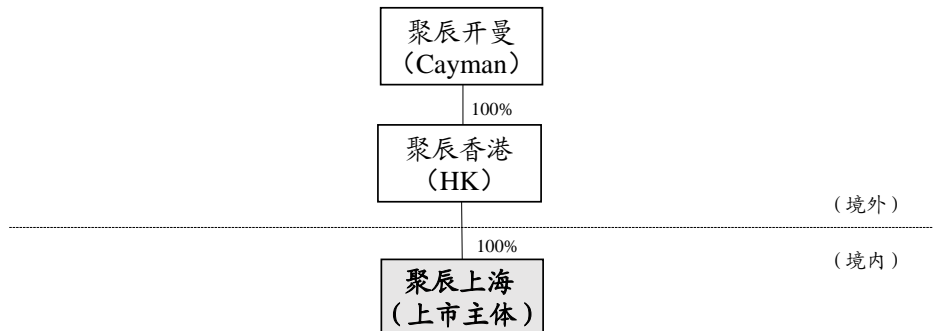 聚辰开曼
（Cayman）
100%
聚辰香港
（HK）
（境外）
100%
（境内）
聚辰上海
（上市主体）